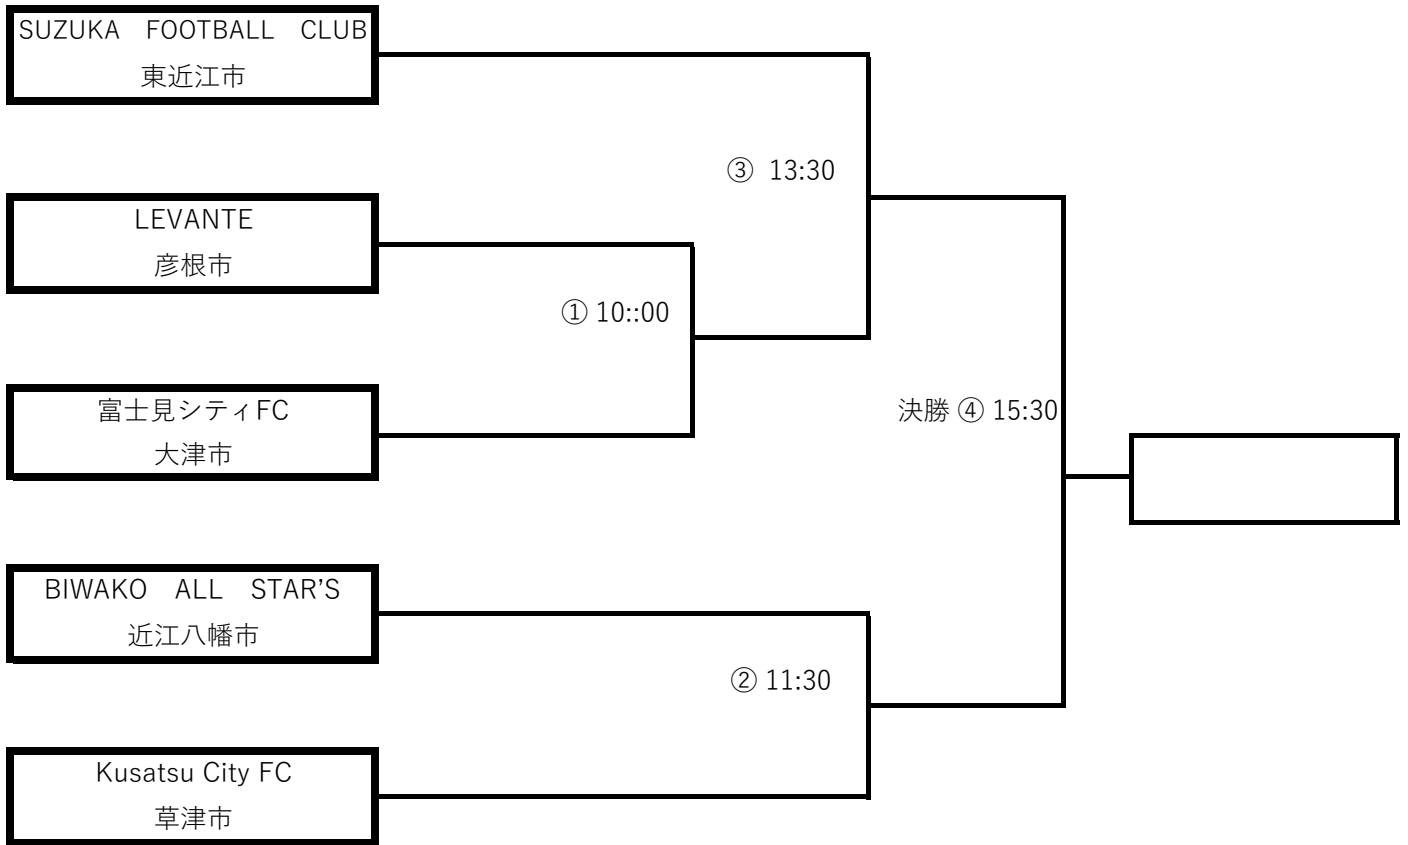 SUZUKA　FOOTBALL　CLUB
東近江市
③ 13:30
LEVANTE
彦根市
① 10::00
富士見シティFC
大津市
決勝 ④ 15:30
BIWAKO　ALL　STAR’S
近江八幡市
② 11:30
Kusatsu City FC
草津市